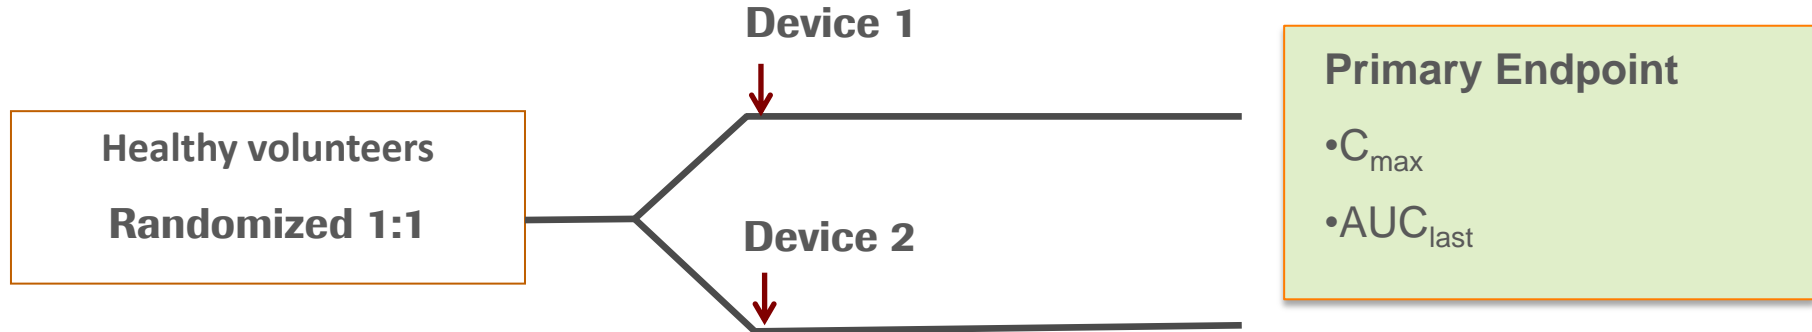 Device 1
Healthy volunteers
Randomized 1:1
Device 2
Primary Endpoint
•Cmax
•AUClast